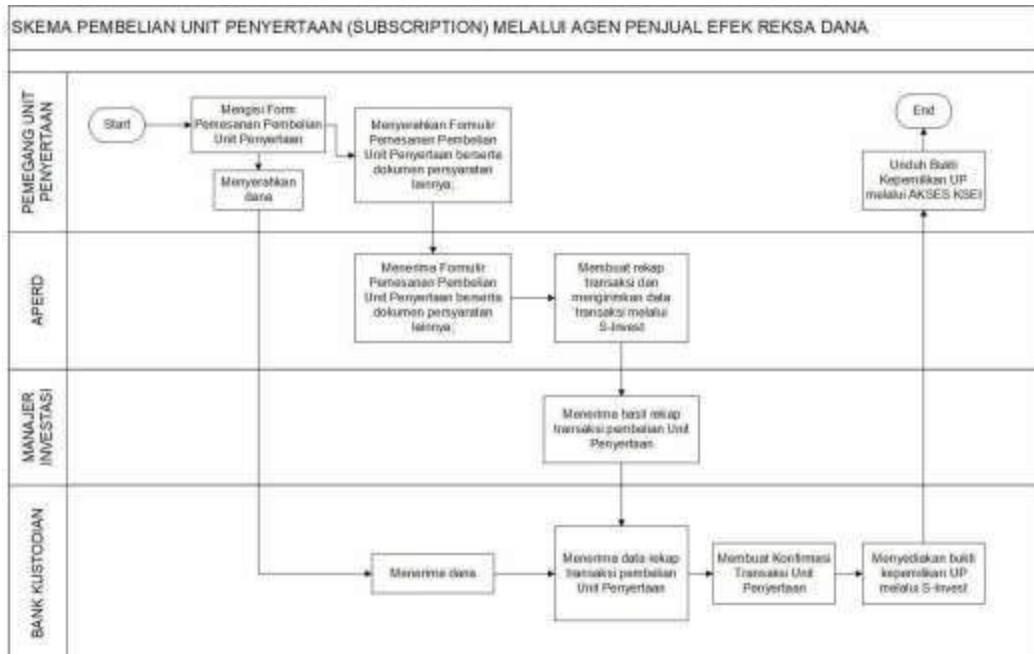 SKEMA PEMBELIAN UNIT PENYERTAAN (SUBSCRIPTION) MELALUI AGEN PENJUAL EFEK REKSA DANA
PEMEGANG UNIT
PENYERTAAN
Start
Mengisi Form
Pemesanan Pembelian
Unit Penyertaan
Menyerahkan
dana
Menyerahkan Formulir
Pemesanan Pembelian
Unit Penyertaan berserta
dokumen persyaratan
lainnya;
End
Unduh Bukti
Kepemilikan UP
melalui AKSES KSEI
APERD
Menerima Formulir
Pemesanan Pembelian
Unit Penyertaan berserta
dokumen persyaratan
lainnya;
Membuat rekap
transaksi dan
mengirimkan data
transaksi melalui
S-Invest
MANAJER
INVESTASI
Menerima hasil rekap
transaksi pembelian Unit
Penyertaan
BANK KUSTODIAN
Menerima dana
Menerima data rekap
transaksi pembelian
Unit Penyertaan
Membuat Konfirmasi
Transaksi Unit
Penyertaan
Menyediakan bukti
kepemilikan UP
melalui S-Invest